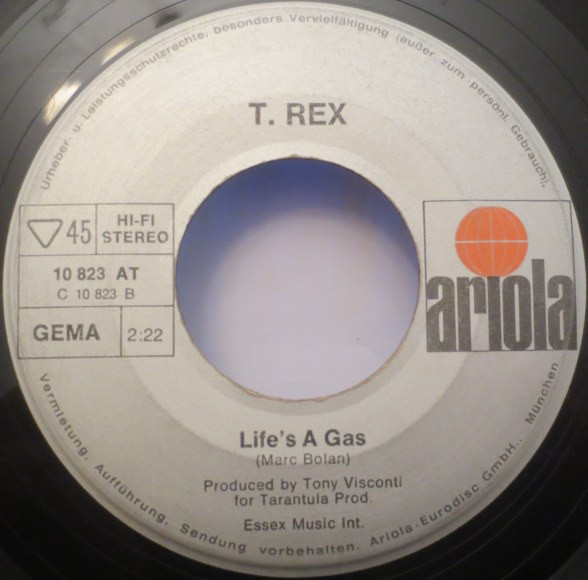 Urheber- u. Leistungsschutzrechte, besonders Vervielfältigung (außer zum persönl. Gebrauch),
T. REX
45
HI-FI
STEREO
10 823 AT
C 10 823 B
GEMA
2:22
ariola
Life's A Gas
(Marc Bolan)
Produced by Tony Visconti
for Tarantula Prod.
Essex Music Int.
Vermietung, Aufführung, Sendung vorbehalten. Ariola-Eurodisc GmbH., München